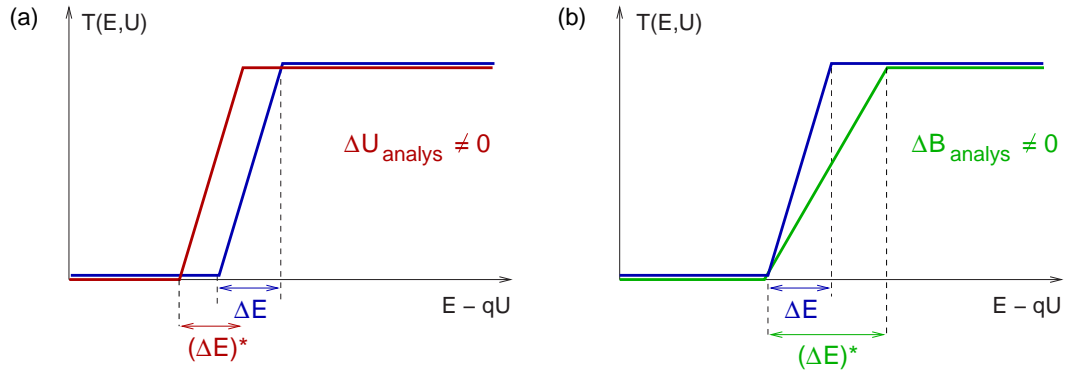 (a)
T(E,U)
ΔU analys ≠ 0
ΔE
E – qU
(ΔE)*
(b)
T(E,U)
ΔB analys ≠ 0
ΔE
E – qU
(ΔE)*